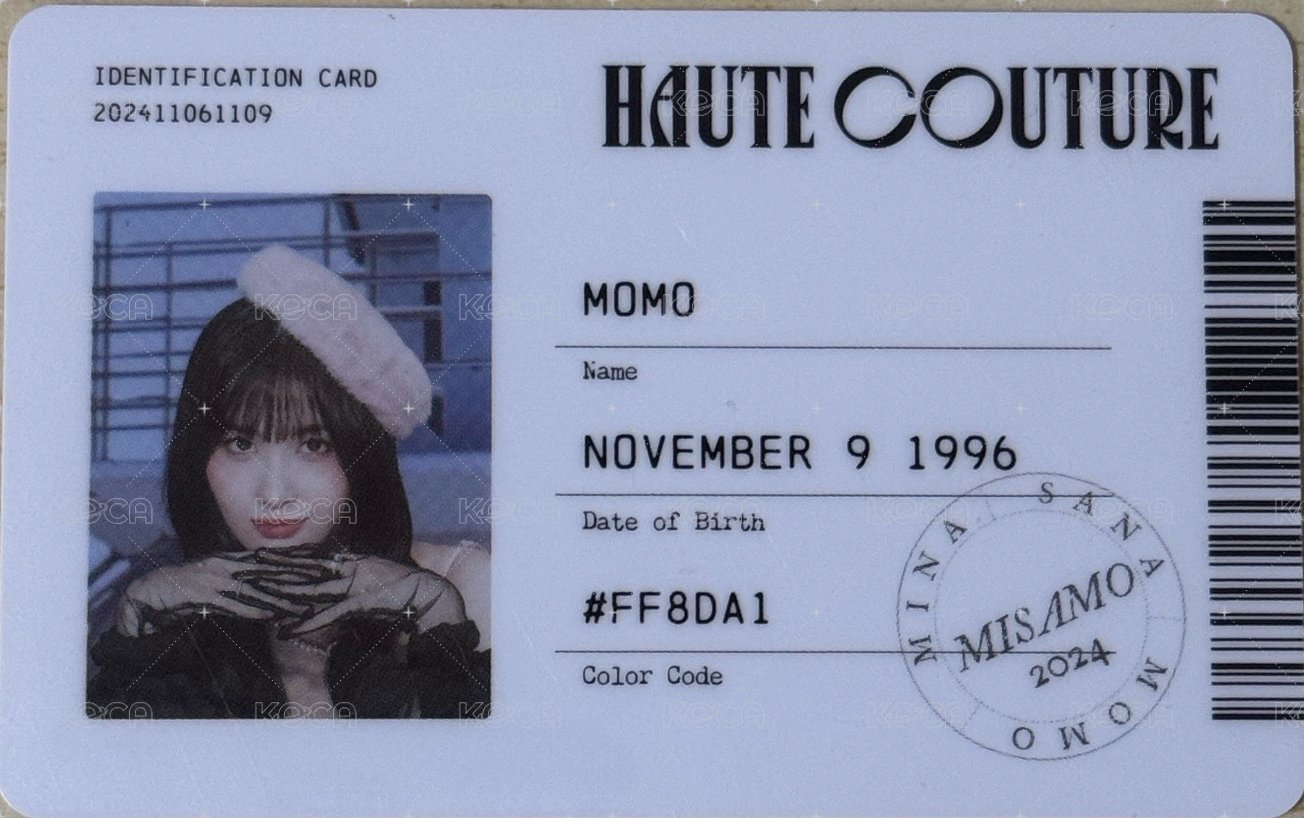 IDENTIFICATION CARD
202411061109
HAUTE COUTURE
MOMO
Name
NOVEMBER 9 1996
Date of Birth
#FF8DA1
Color Code
MINA SANA MOMO
MISAMO
2024
KeCA